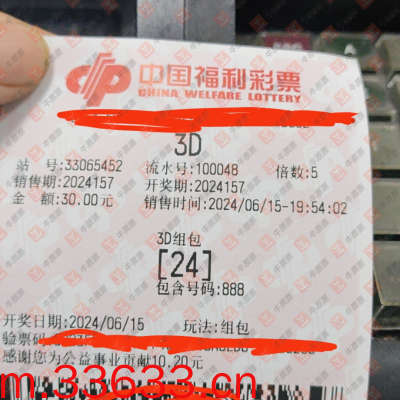 中国福利彩票
CHINA WELFARE LOTTERY
3D
站 号:33065452 流水号:100048 倍数:5
销售期:2024157 开奖期:2024157
金 额:30.00元 销售时间:2024/06/15-19:54:02
3D组包
[24]
包含号码:888
开奖日期:2024/06/15 玩法:组包
验票码
感谢您为公益事业贡献10.20元
m.33633.cn